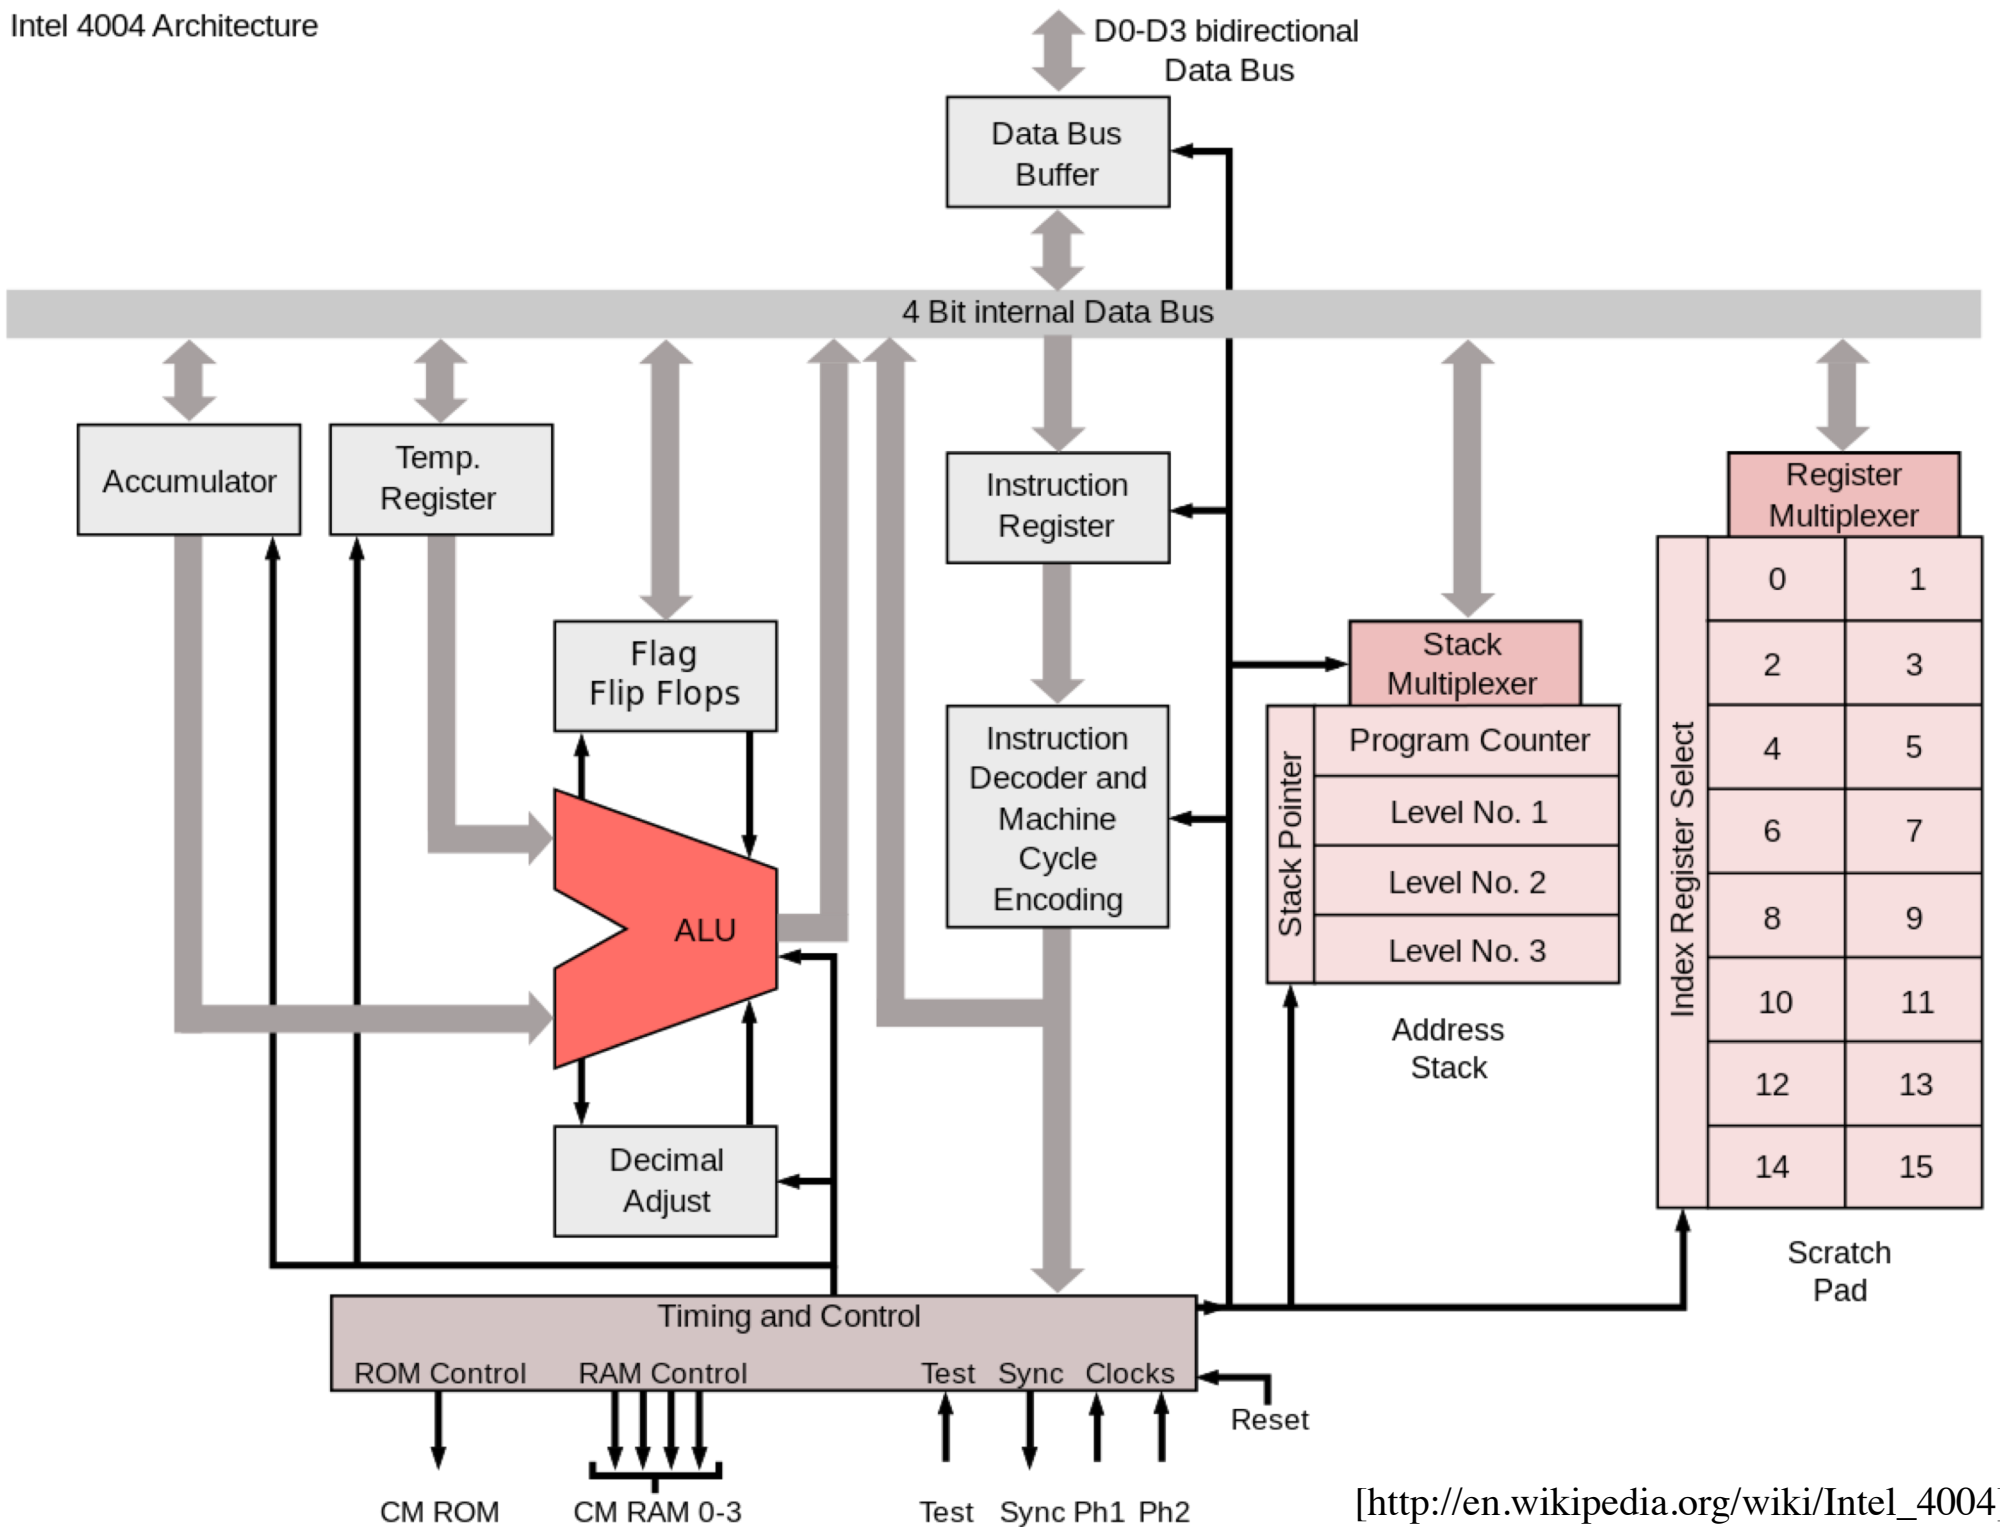 Intel 4004 Architecture
D0-D3 bidirectional
Data Bus
Data Bus
Buffer
4 Bit internal Data Bus
Accumulator
Temp.
Register
Flag
Flip Flops
ALU
Decimal
Adjust
Instruction
Register
Instruction
Decoder and
Machine
Cycle
Encoding
Stack
Multiplexer
Stack Pointer
Program Counter
Level No. 1
Level No. 2
Level No. 3
Address
Stack
Register
Multiplexer
Index Register Select
0 1
2 3
4 5
6 7
8 9
10 11
12 13
14 15
Scratch
Pad
Timing and Control
ROM Control RAM Control Test Sync Clocks
Reset
CM ROM CM RAM 0-3 Test Sync Ph1 Ph2
[http://en.wikipedia.org/wiki/Intel_4004]